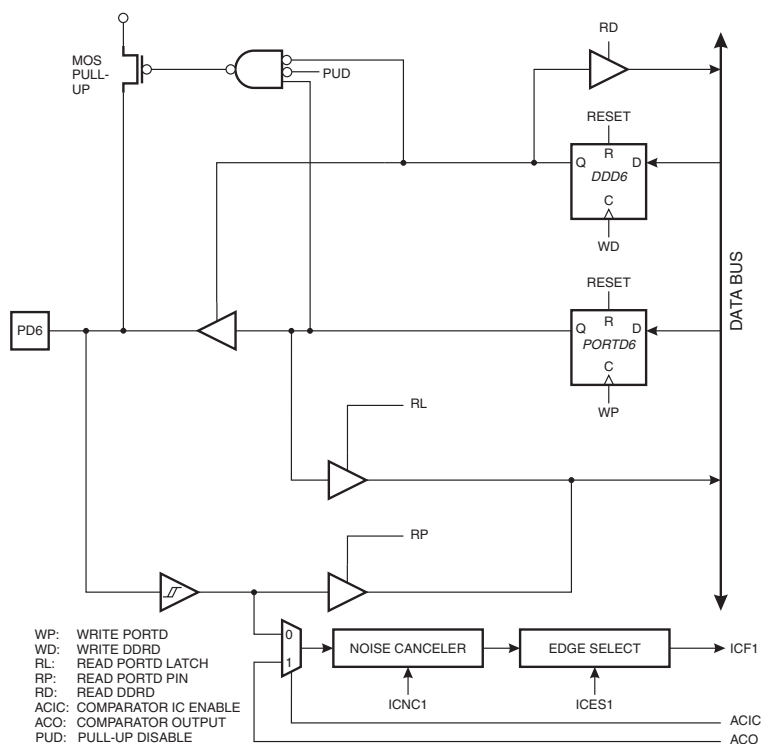 RD
MOS
PULL-
UP
PUD
RESET
R
Q
D
DDD6
C
WD
DATA BUS
RESET
PD6
R
Q
D
PORTD6
C
WP
RL
RP
WP: WRITE PORTD
WD: WRITE DDRD
RL: READ PORTD LATCH
RP: READ PORTD PIN
RD: READ DDRD
ACIC: COMPARATOR IC ENABLE
ACO: COMPARATOR OUTPUT
PUD: PULL-UP DISABLE
0
1
NOISE CANCELER
EDGE SELECT
ICF1
ICNC1
ICES1
ACIC
ACO